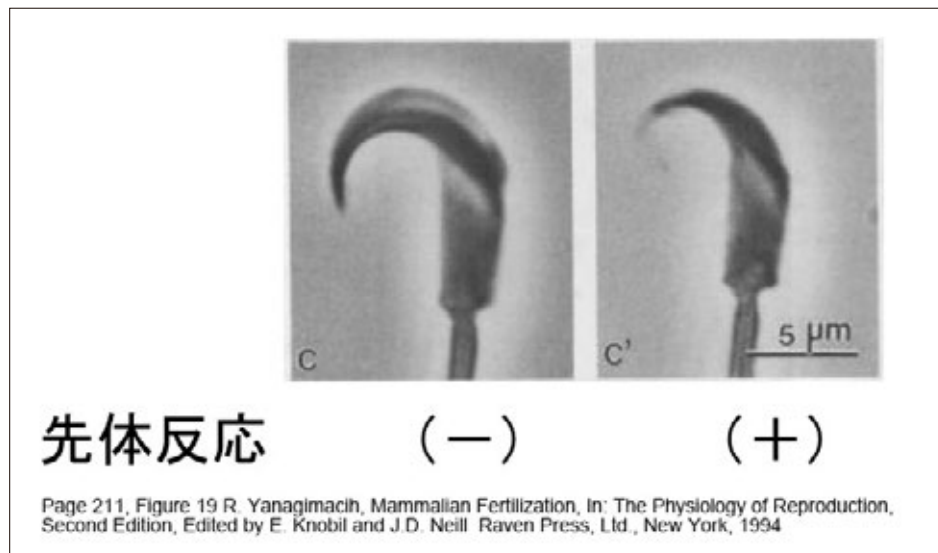 C
C'
5 µm
先体反応 （－） （＋）
Page 211, Figure 19 R. Yanagimacih, Mammalian Fertilization, In: The Physiology of Reproduction,
Second Edition, Edited by E. Knobil and J.D. Neill Raven Press, Ltd., New York, 1994